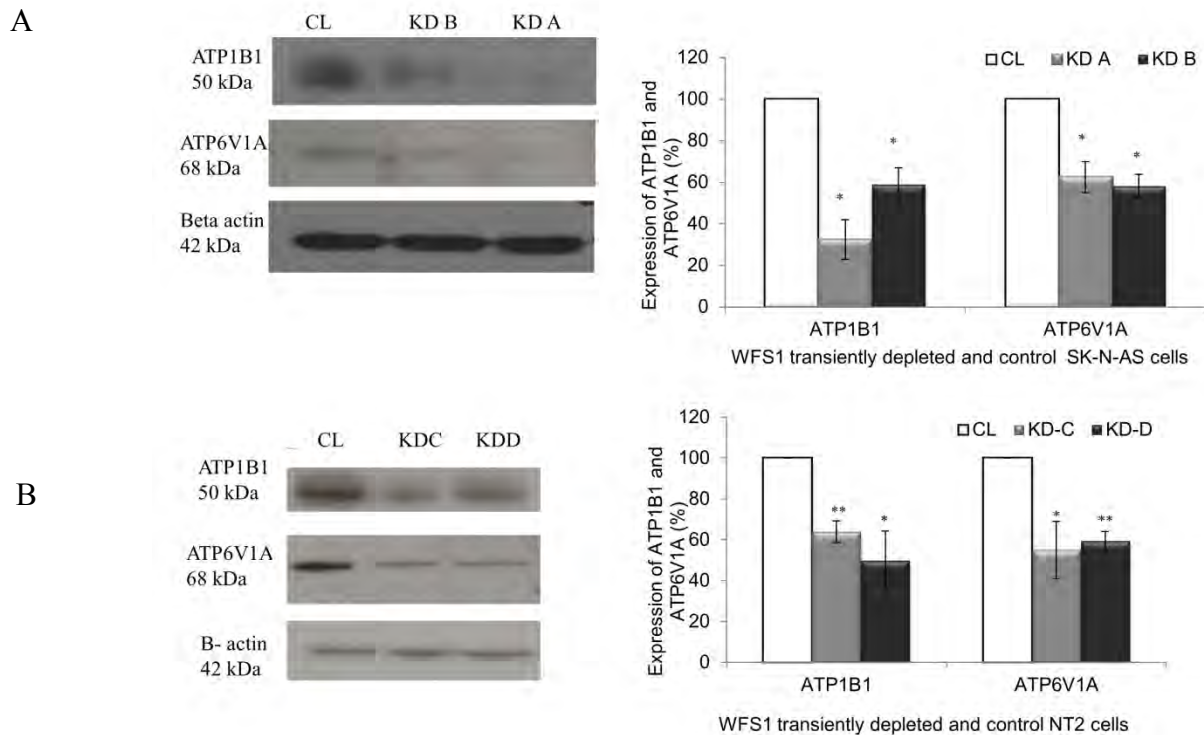 A
CL KD B KD A
ATP1B1
50 kDa
ATP6V1A
68 kDa
Beta actin
42 kDa
Expression of ATP1B1 and
ATP6V1A (%)
120
100
80
60
40
20
0
CL KD A KD B
*
*
*
*
ATP1B1 ATP6V1A
WFS1 transiently depleted and control SK-N-AS cells
B
CL KDC KDD
ATP1B1
50 kDa
ATP6V1A
68 kDa
B- actin
42 kDa
Expression of ATP1B1 and
ATP6V1A (%)
120
100
80
60
40
20
0
CL KD-C KD-D
**
*
*
**
ATP1B1 ATP6V1A
WFS1 transiently depleted and control NT2 cells